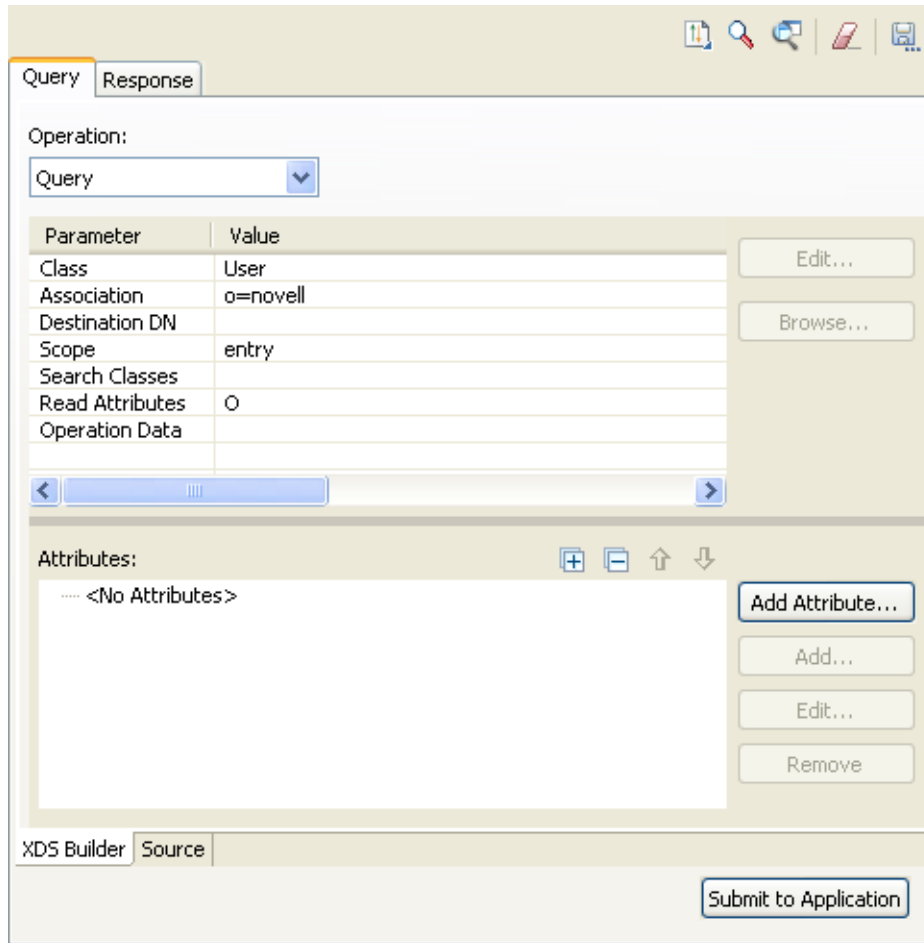 Query Response
Operation:
Query
Parameter Value
Class User
Association o=novell
Destination DN
Scope entry
Search Classes
Read Attributes O
Operation Data
Edit...
Browse...
Attributes:
<No Attributes>
Add Attribute...
Add...
Edit...
Remove
XDS Builder Source
Submit to Application